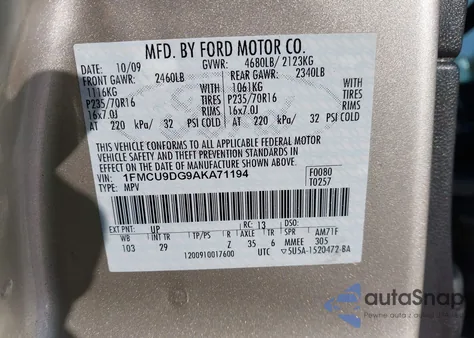 MFD. BY FORD MOTOR CO.
DATE: 10/09 GVWR: 4680LB/ 2123KG
FRONT GAWR: 2460LB REAR GAWR: 2340LB
1116KG WITH 1061KG WITH
P235/70R16 TIRES P235/70R16 TIRES
16x7.0J RIMS 16x7.0J RIMS
AT 220 kPa/ 32 PSI COLD AT 220 kPa/ 32 PSI COLD
THIS VEHICLE CONFORMS TO ALL APPLICABLE FEDERAL MOTOR
VEHICLE SAFETY AND BUMPER STANDARDS IN
EFFECT ON THE DATE OF MANUFACTURE SHOWN ABOVE.
VIN: 1FMCU9DG9AKA71194 F0080
TYPE: MPV T0257
EXT PNT: UP RC: 13 DSO:
WB INT TR TP/PS R AXLE TR SPR AM71F
103 29 Z 35 6 MMEE 305
1200910017600 UTC 5U5A-1520472-BA
autoSnap
Pewne auto z dostawą